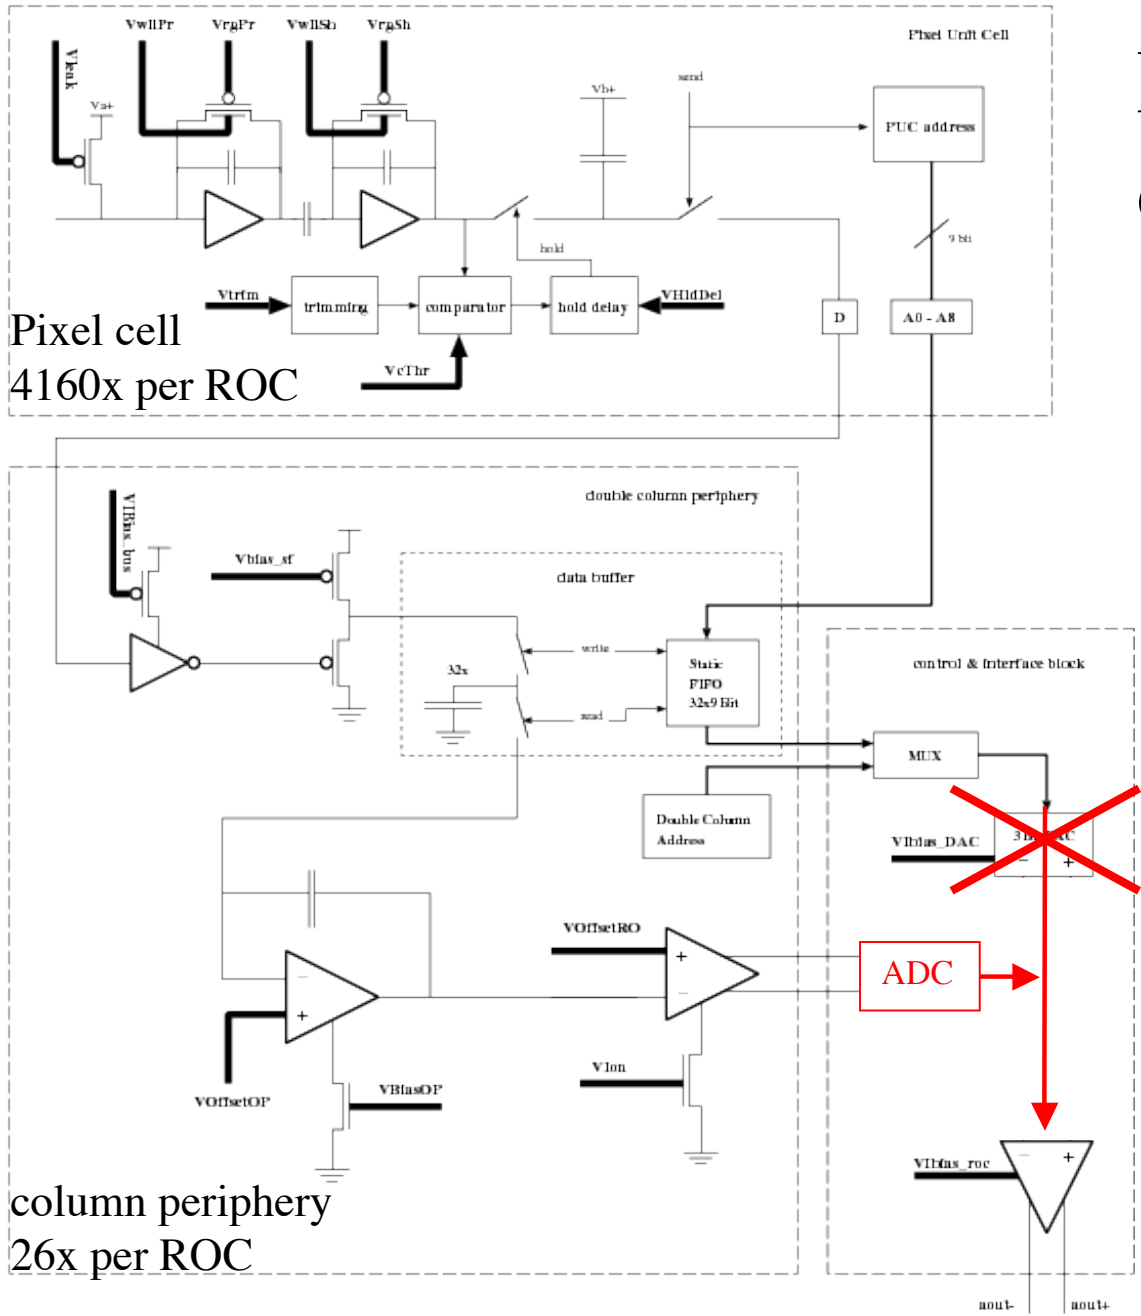 VwllPr VrgPr VwllSh VrgSh
Pixel Unit Cell
Vleak
Va+
Vb+
send
PUC address
9 bit
hold
Vtrim
trimming
comparator
hold delay
VHldDel
D
A0 - A8
VcThr
Pixel cell
4160x per ROC
double column periphery
VIBias_bus
Vbias_sf
data buffer
write
Static
FIFO
32x9 Bit
32x
read
control & interface block
MUX
Double Column
Address
VIbias_DAC
− +
VOffsetRO
+
−
ADC
−
+
VOffsetOP
VBiasOP
VIon
VIbias_roc
− +
column periphery
26x per ROC
aout- aout+